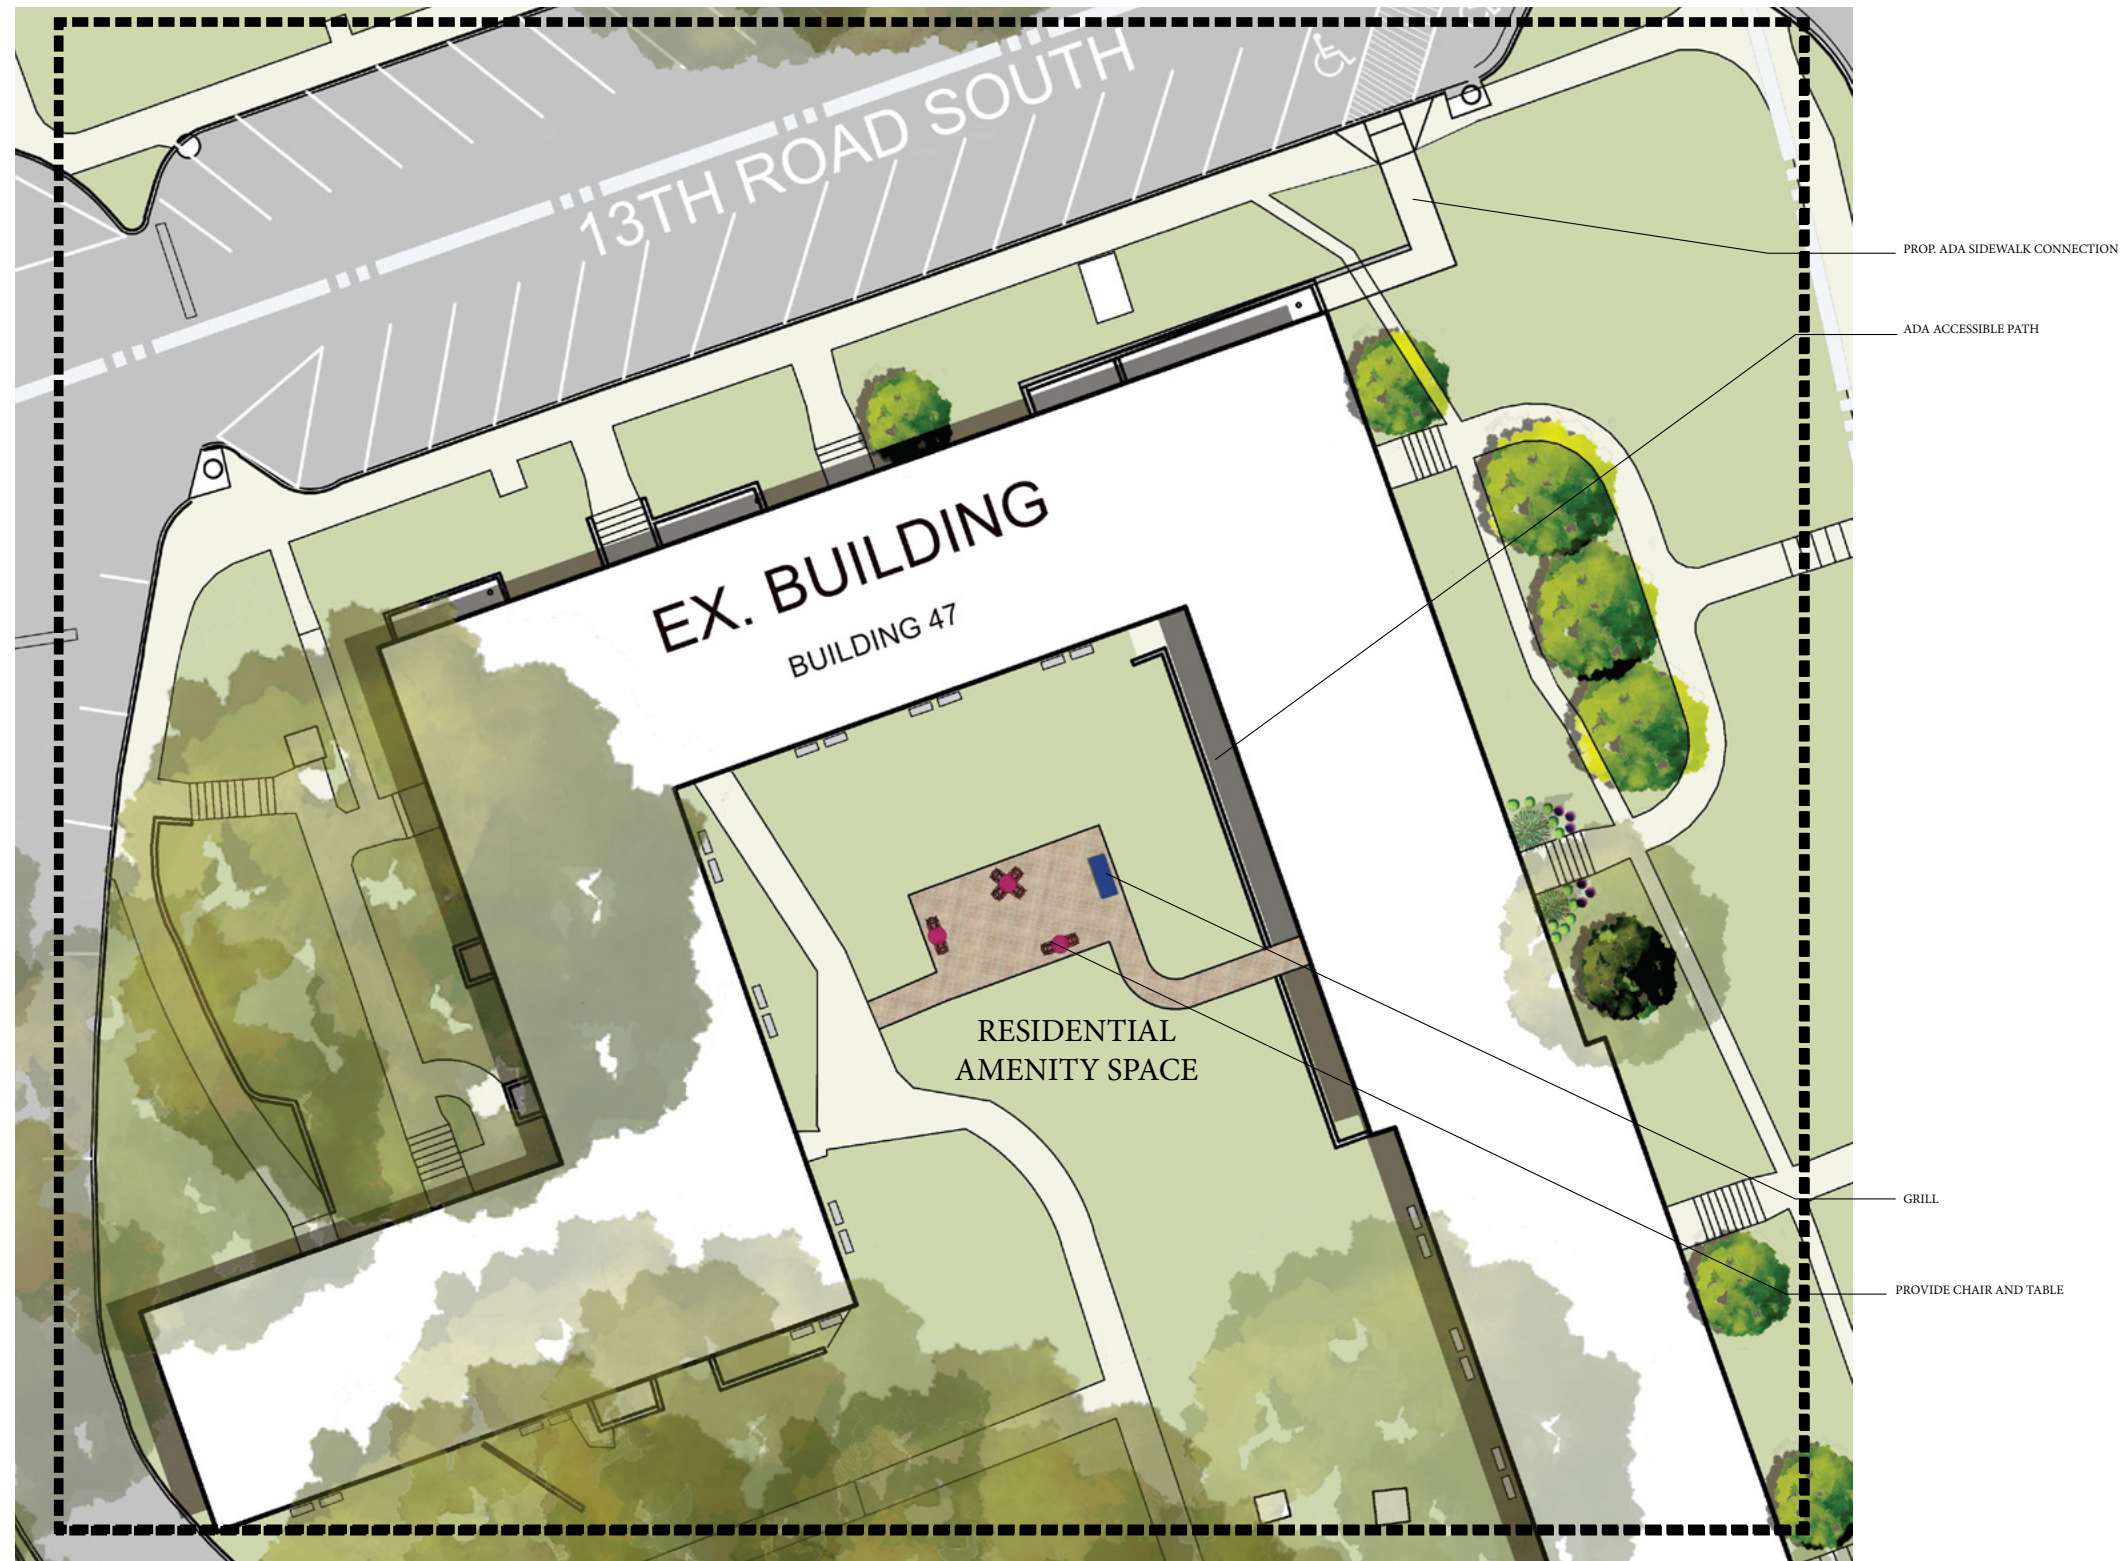 13TH ROAD SOUTH
PROP. ADA SIDEWALK CONNECTION
ADA ACCESSIBLE PATH
EX. BUILDING
BUILDING 47
RESIDENTIAL
AMENITY SPACE
GRILL
PROVIDE CHAIR AND TABLE